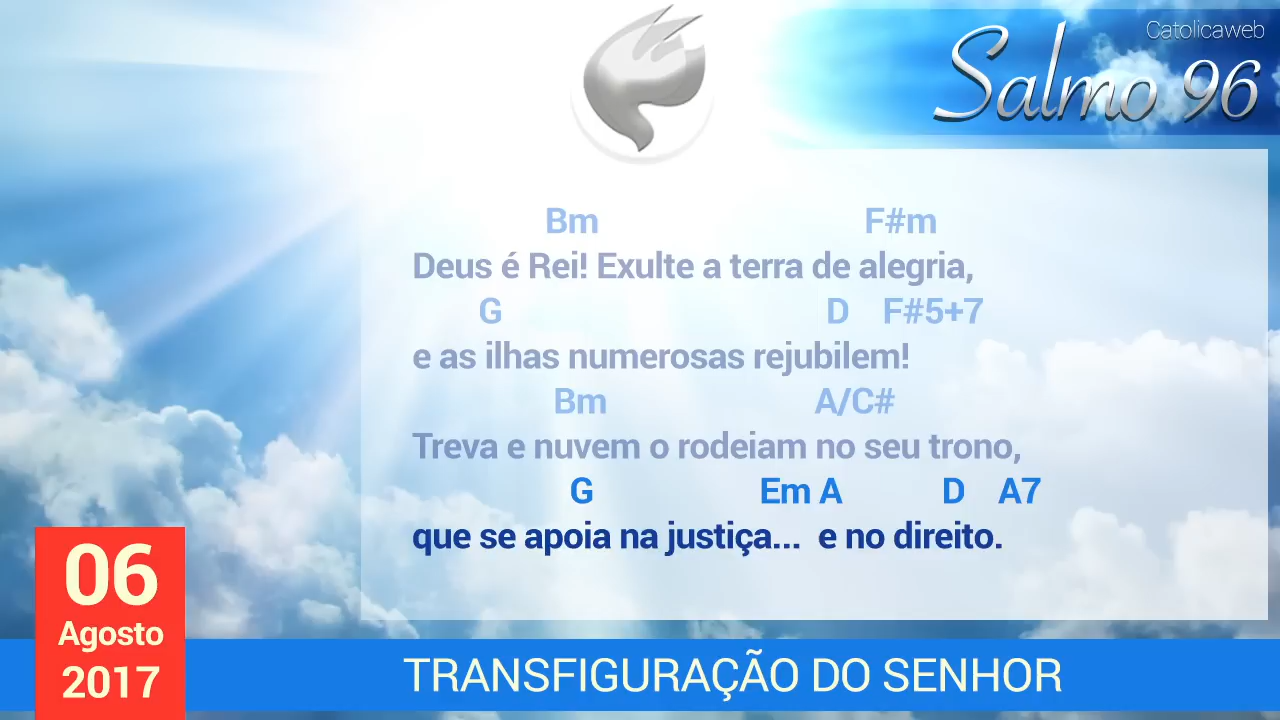 Catolicaweb
Salmo 96
Bm F#m
Deus é Rei! Exulte a terra de alegria,
G D F#5+7
e as ilhas numerosas rejubilem!
Bm A/C#
Treva e nuvem o rodeiam no seu trono,
G Em A D A7
que se apoia na justiça... e no direito.
06
Agosto
2017
TRANSFIGURAÇÃO DO SENHOR